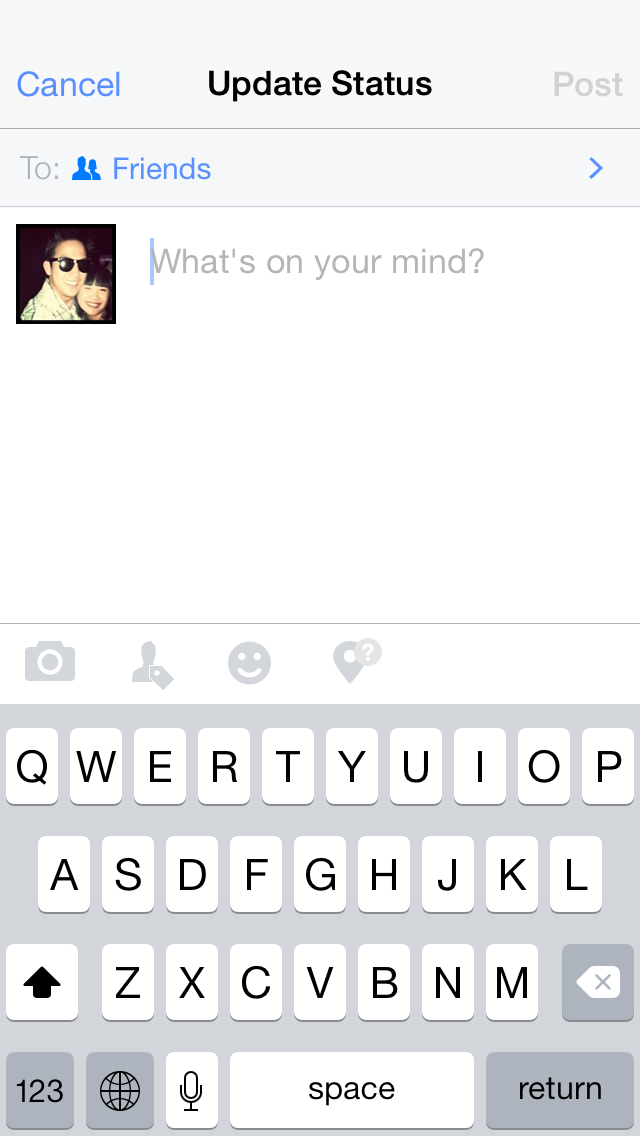 Cancel Update Status Post
To: Friends
What's on your mind?
?
Q W E R T Y U I O P
A S D F G H J K L
Z X C V B N M
123 space return